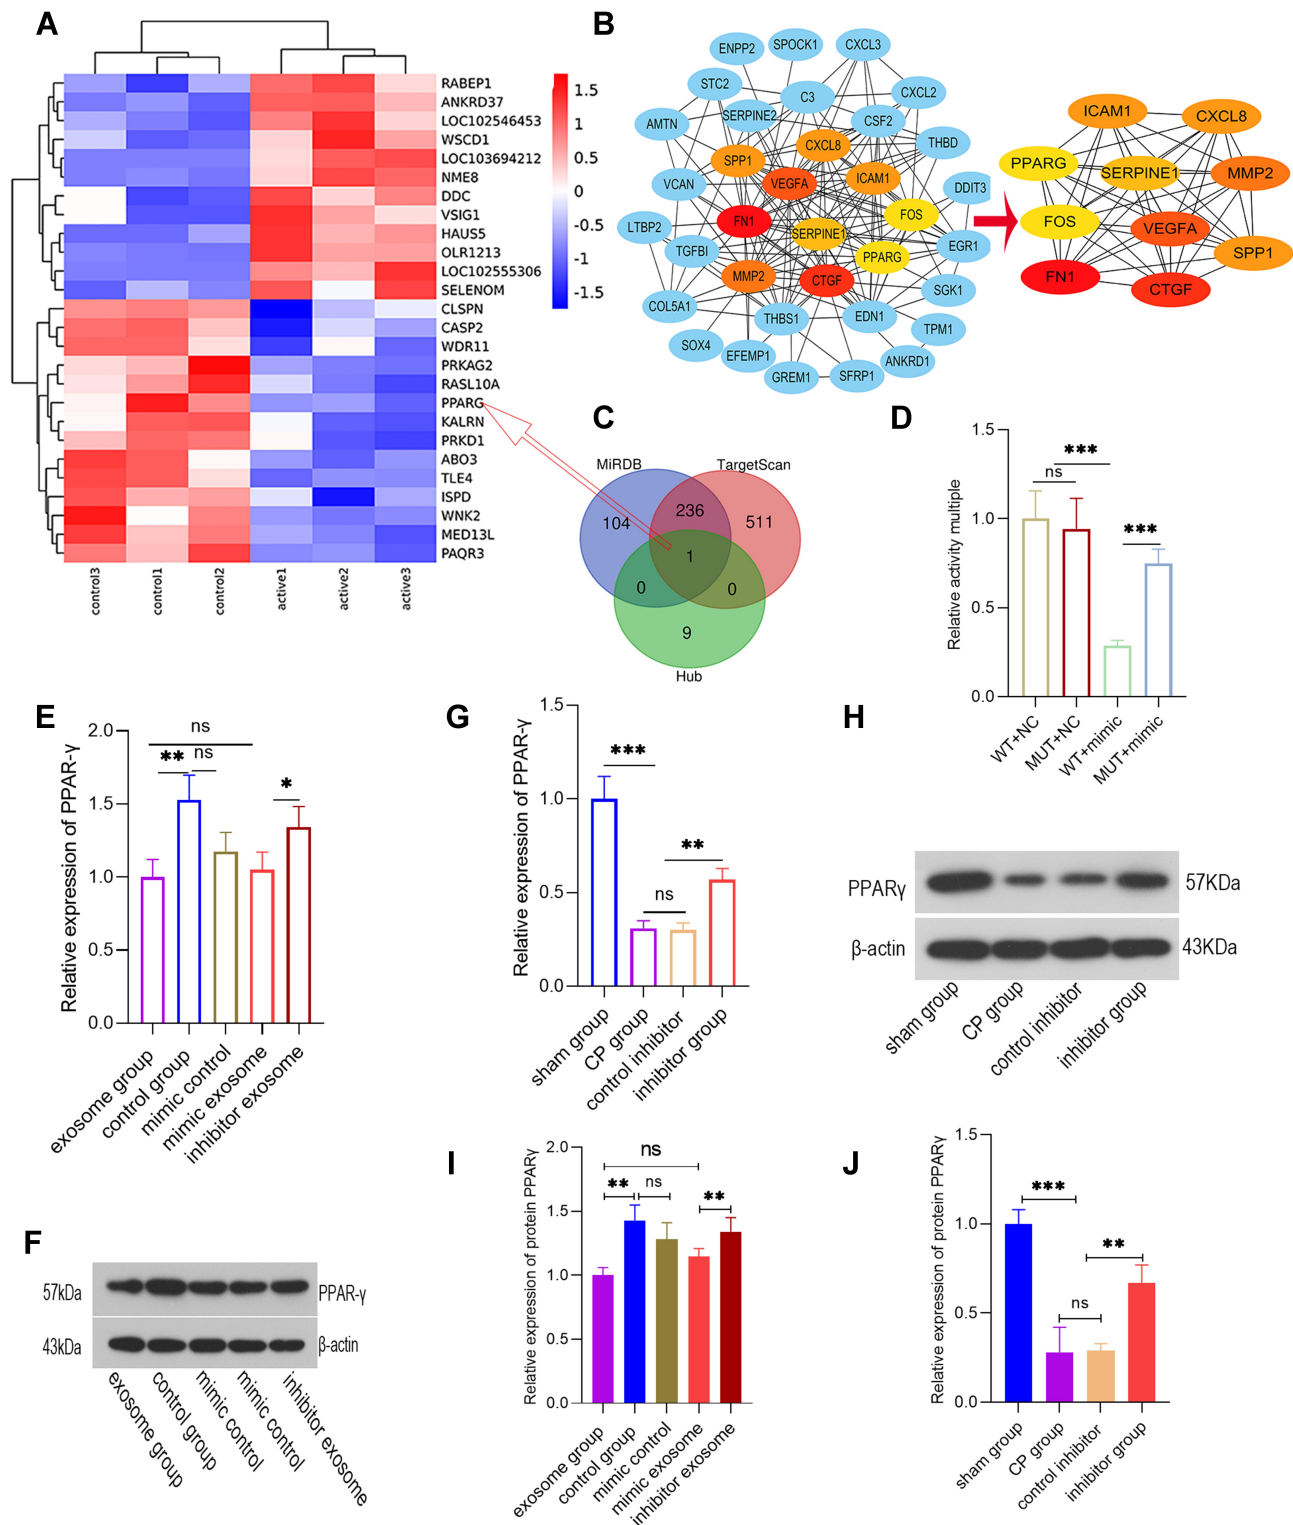 A
RABEP1
ANKRD37
LOC102546453
WSCD1
LOC103694212
NME8
DDC
VSIG1
HAUS5
OLR1213
LOC102555306
SELENOM
CLSPN
CASP2
WDR11
PRKAG2
RASL10A
PPARG
KALRN
PRKD1
ABO3
TLE4
ISPD
WNK2
MED13L
PAQR3
control3
control1
control2
active1
active2
active3
1.5
1
0.5
0
-0.5
-1
-1.5
B
ENPP2
SPOCK1
CXCL3
STC2
C3
CXCL2
SERPINE2
AMTN
CSF2
THBD
CXCL8
SPP1
VCAN
VEGFA
ICAM1
DDIT3
FN1
FOS
LTBP2
SERPINE1
TGFBI
PPARG
EGR1
MMP2
CTGF
SGK1
COL5A1
THBS1
EDN1
TPM1
SOX4
EFEMP1
ANKRD1
GREM1
SFRP1
ICAM1
CXCL8
PPARG
SERPINE1
MMP2
FOS
VEGFA
SPP1
FN1
CTGF
C
MiRDB
TargetScan
104
236
511
1
0
0
9
Hub
D
Relative activity multiple
1.5
1.0
0.5
0.0
***
ns
***
WT+NC
MUT+NC
WT+mimic
MUT+mimic
E
Relative expression of PPAR-γ
2.0
1.5
1.0
0.5
0.0
ns
**
ns
*
exosome group
control group
mimic control
mimic exosome
inhibitor exosome
G
Relative expression of PPAR-γ
1.5
1.0
0.5
0.0
***
**
ns
sham group
CP group
control inhibitor
inhibitor group
H
PPARγ
57KDa
β-actin
43KDa
sham group
CP group
control inhibitor
inhibitor group
F
57kDa
PPAR-γ
43kDa
β-actin
exosome group
control group
mimic control
mimic control
inhibitor exosome
I
Relative expression of protein PPARγ
2.0
1.5
1.0
0.5
0.0
ns
**
ns
**
exosome group
control group
mimic control
mimic exosome
inhibitor exosome
J
Relative expression of protein PPARγ
1.5
1.0
0.5
0.0
***
**
ns
sham group
CP group
control inhibitor
inhibitor group